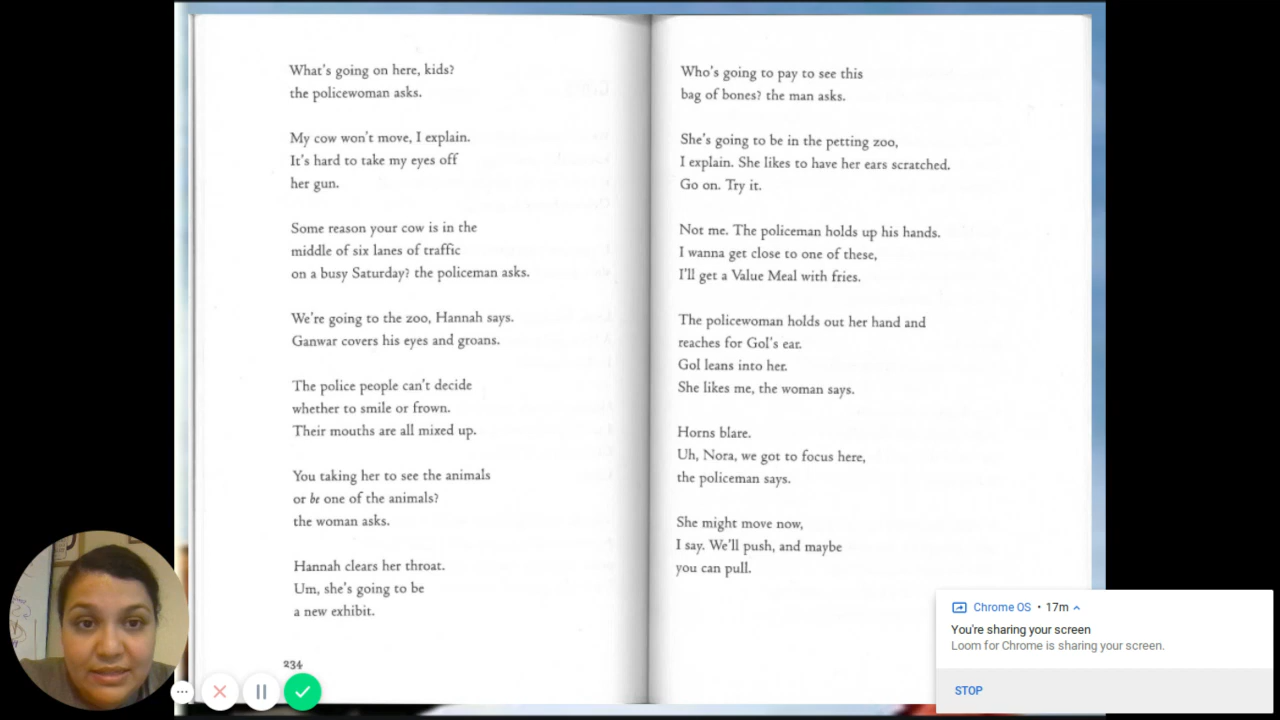 What's going on here, kids?
the policewoman asks.
My cow won't move, I explain.
It's hard to take my eyes off
her gun.
Some reason your cow is in the
middle of six lanes of traffic
on a busy Saturday? the policeman asks.
We're going to the zoo, Hannah says.
Ganwar covers his eyes and groans.
The police people can't decide
whether to smile or frown.
Their mouths are all mixed up.
You taking her to see the animals
or be one of the animals?
the woman asks.
Hannah clears her throat.
Um, she's going to be
a new exhibit.
234
Who's going to pay to see this
bag of bones? the man asks.
She's going to be in the petting zoo,
I explain. She likes to have her ears scratched.
Go on. Try it.
Not me. The policeman holds up his hands.
I wanna get close to one of these,
I'll get a Value Meal with fries.
The policewoman holds out her hand and
reaches for Gol's ear.
Gol leans into her.
She likes me, the woman says.
Horns blare.
Uh, Nora, we got to focus here,
the policeman says.
She might move now,
I say. We'll push, and maybe
you can pull.
Chrome OS • 17m
You're sharing your screen
Loom for Chrome is sharing your screen.
STOP